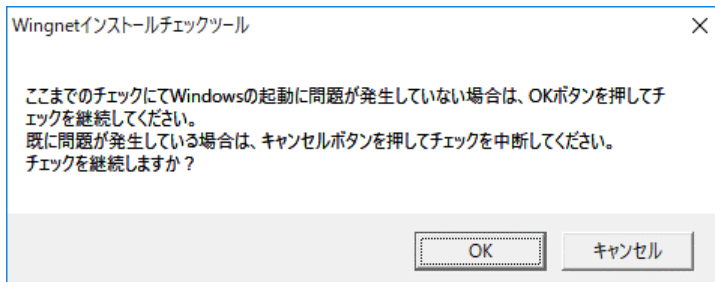 Wingnetインストールチェックツール
ここまでのチェックにてWindowsの起動に問題が発生していない場合は、OKボタンを押してチ
ェックを継続してください。
既に問題が発生している場合は、キャンセルボタンを押してチェックを中断してください。
チェックを継続しますか？
OK
キャンセル